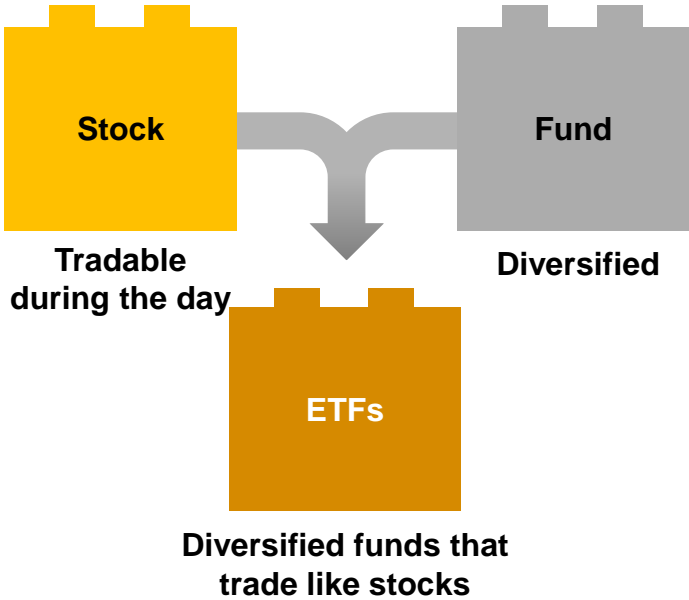 Stock
Fund
Tradable
during the day
Diversified
ETFs
Diversified funds that
trade like stocks